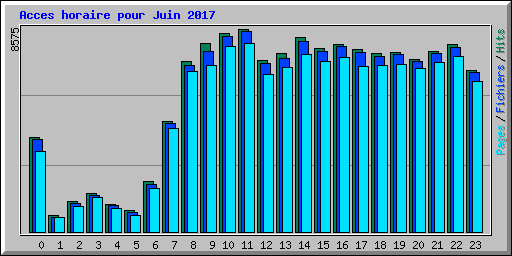 Acces horaire pour Juin 2017
8575
Pages / Fichiers / Hits
0 1 2 3 4 5 6 7 8 9 10 11 12 13 14 15 16 17 18 19 20 21 22 23